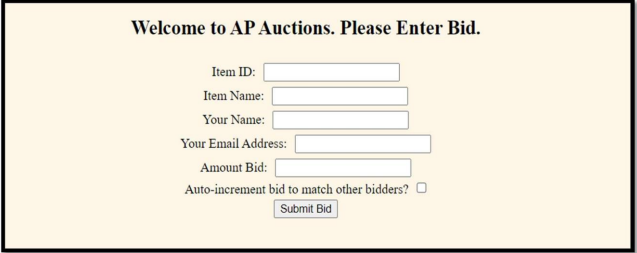 Welcome to AP Auctions. Please Enter Bid.
Item ID:
Item Name:
Your Name:
Your Email Address:
Amount Bid:
Auto-increment bid to match other bidders?
Submit Bid